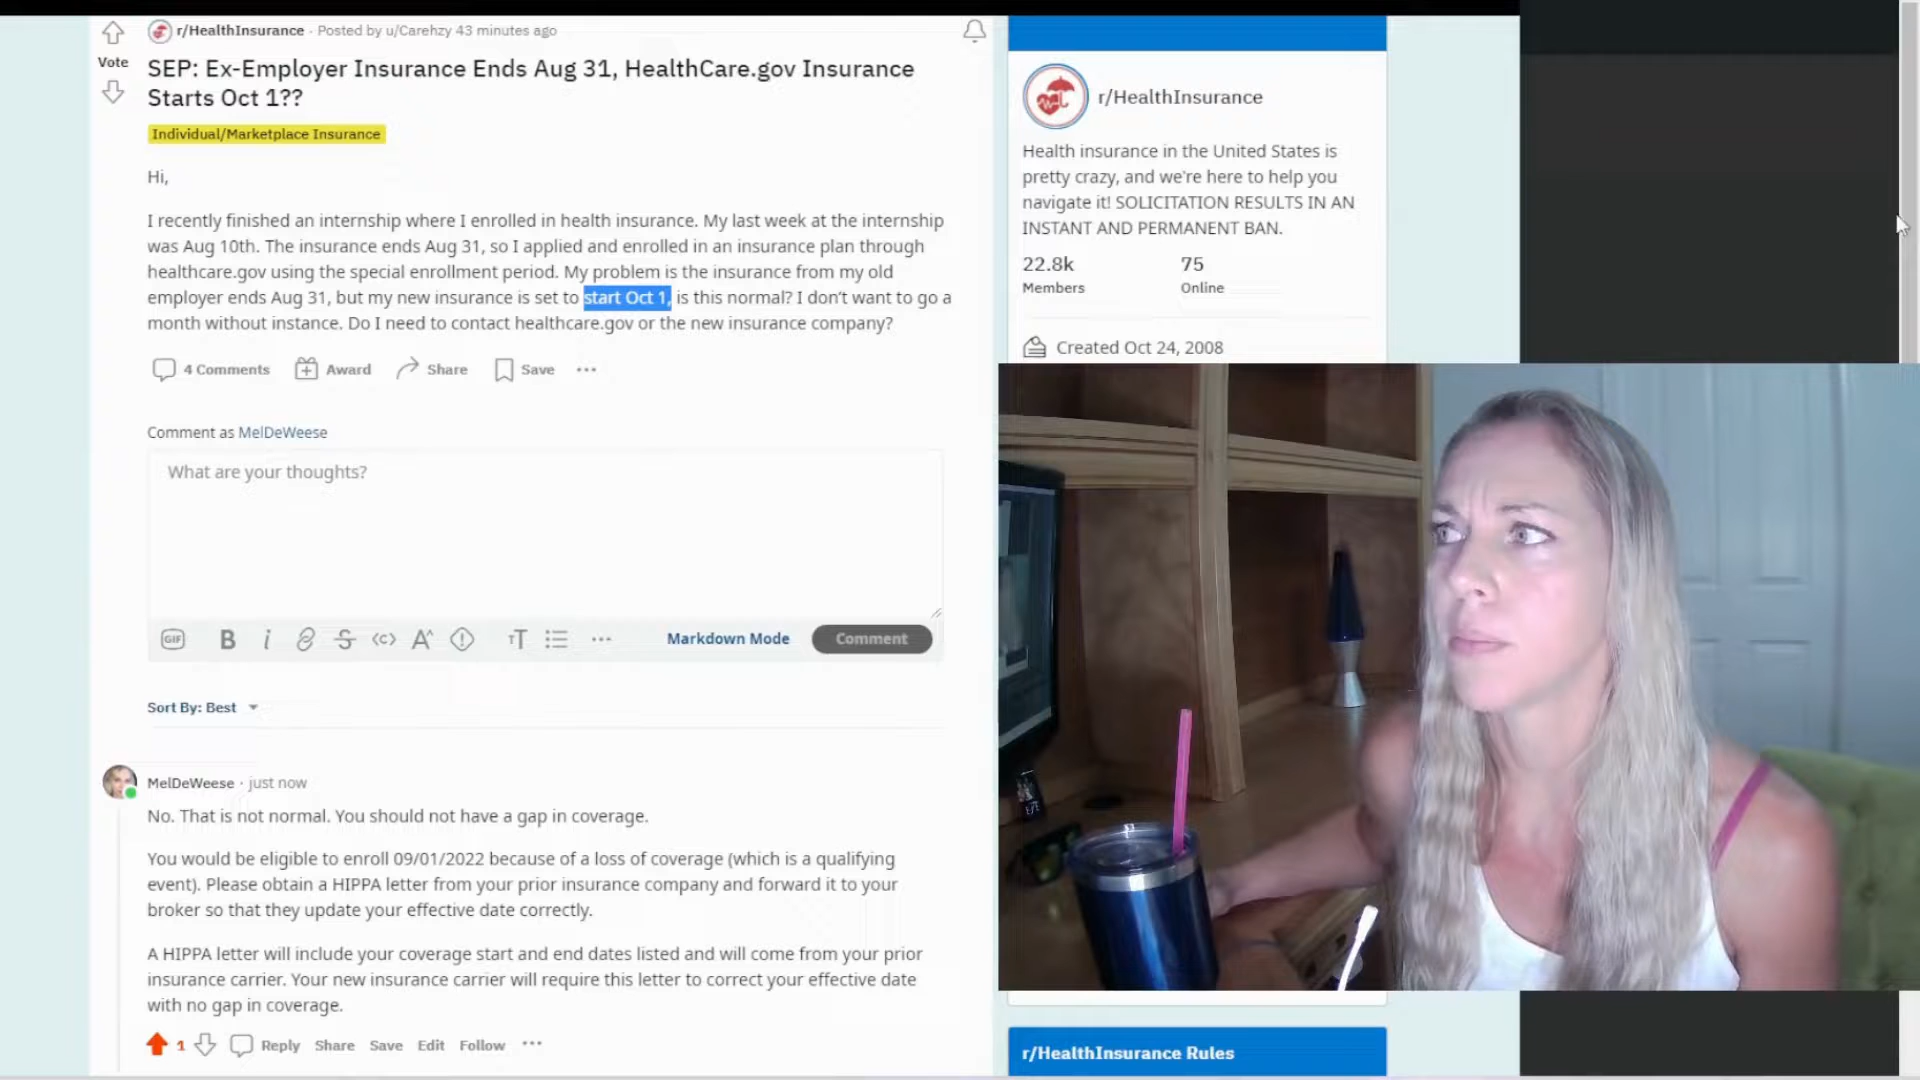 r/HealthInsurance · Posted by u/Carehzy 43 minutes ago
Vote
SEP: Ex-Employer Insurance Ends Aug 31, HealthCare.gov Insurance
Starts Oct 1??
Individual/Marketplace Insurance
Hi,
I recently finished an internship where I enrolled in health insurance. My last week at the internship
was Aug 10th. The insurance ends Aug 31, so I applied and enrolled in an insurance plan through
healthcare.gov using the special enrollment period. My problem is the insurance from my old
employer ends Aug 31, but my new insurance is set to start Oct 1, is this normal? I don't want to go a
month without instance. Do I need to contact healthcare.gov or the new insurance company?
4 Comments Award Share Save ···
Comment as MelDeWeese
What are your thoughts?
GIF B i S <c> A^ T T ··· Markdown Mode Comment
Sort By: Best
MelDeWeese · just now
No. That is not normal. You should not have a gap in coverage.
You would be eligible to enroll 09/01/2022 because of a loss of coverage (which is a qualifying
event). Please obtain a HIPPA letter from your prior insurance company and forward it to your
broker so that they update your effective date correctly.
A HIPPA letter will include your coverage start and end dates listed and will come from your prior
insurance carrier. Your new insurance carrier will require this letter to correct your effective date
with no gap in coverage.
1 Reply Share Save Edit Follow ···
r/HealthInsurance
Health insurance in the United States is
pretty crazy, and we're here to help you
navigate it! SOLICITATION RESULTS IN AN
INSTANT AND PERMANENT BAN.
22.8k 75
Members Online
Created Oct 24, 2008
r/HealthInsurance Rules